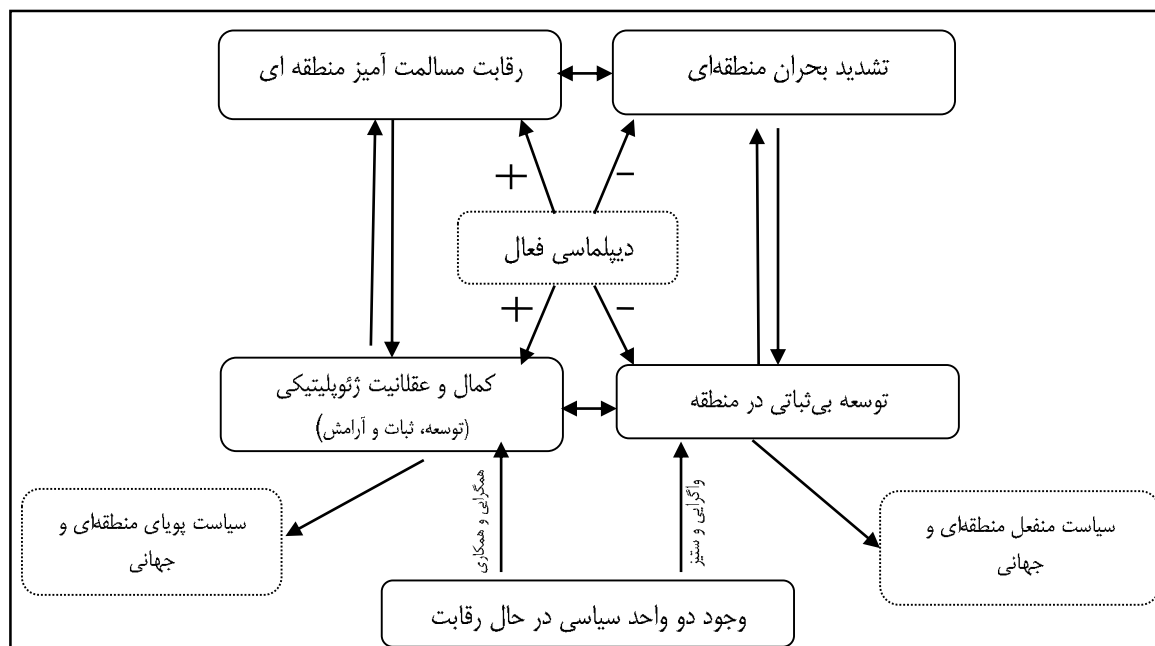 تشدید بحران منطقه‌ای
رقابت مسالمت آمیز منطقه ای
+
-
دیپلماسی فعال
+
-
توسعه بی‌ثباتی در منطقه
کمال و عقلانیت ژئوپلیتیکی
(توسعه، ثبات و آرامش)
واگرایی و ستیز
همگرایی و همکاری
سیاست منفعل منطقه‌ای و
جهانی
سیاست پویای منطقه‌ای و
جهانی
وجود دو واحد سیاسی در حال رقابت